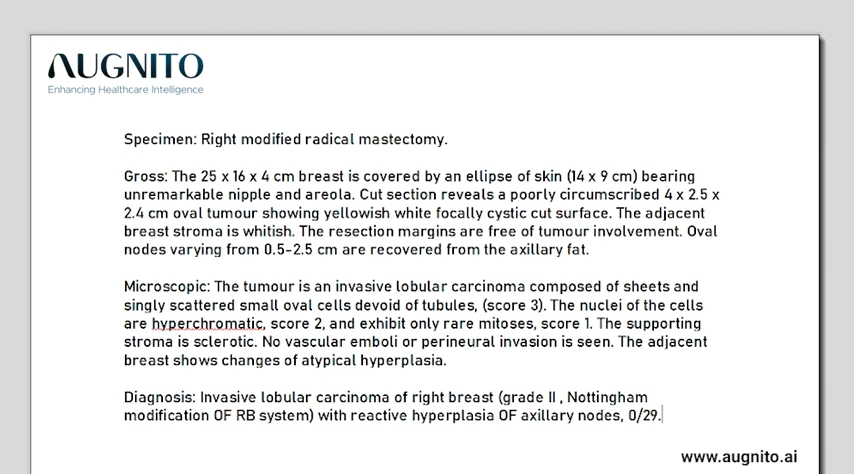 AUGNITO
Enhancing Healthcare Intelligence
Specimen: Right modified radical mastectomy.
Gross: The 25 x 16 x 4 cm breast is covered by an ellipse of skin (14 x 9 cm) bearing
unremarkable nipple and areola. Cut section reveals a poorly circumscribed 4 x 2.5 x
2.4 cm oval tumour showing yellowish white focally cystic cut surface. The adjacent
breast stroma is whitish. The resection margins are free of tumour involvement. Oval
nodes varying from 0.5-2.5 cm are recovered from the axillary fat.
Microscopic: The tumour is an invasive lobular carcinoma composed of sheets and
singly scattered small oval cells devoid of tubules, (score 3). The nuclei of the cells
are hyperchromatic, score 2, and exhibit only rare mitoses, score 1. The supporting
stroma is sclerotic. No vascular emboli or perineural invasion is seen. The adjacent
breast shows changes of atypical hyperplasia.
Diagnosis: Invasive lobular carcinoma of right breast (grade II , Nottingham
modification OF RB system) with reactive hyperplasia OF axillary nodes, 0/29.
www.augnito.ai